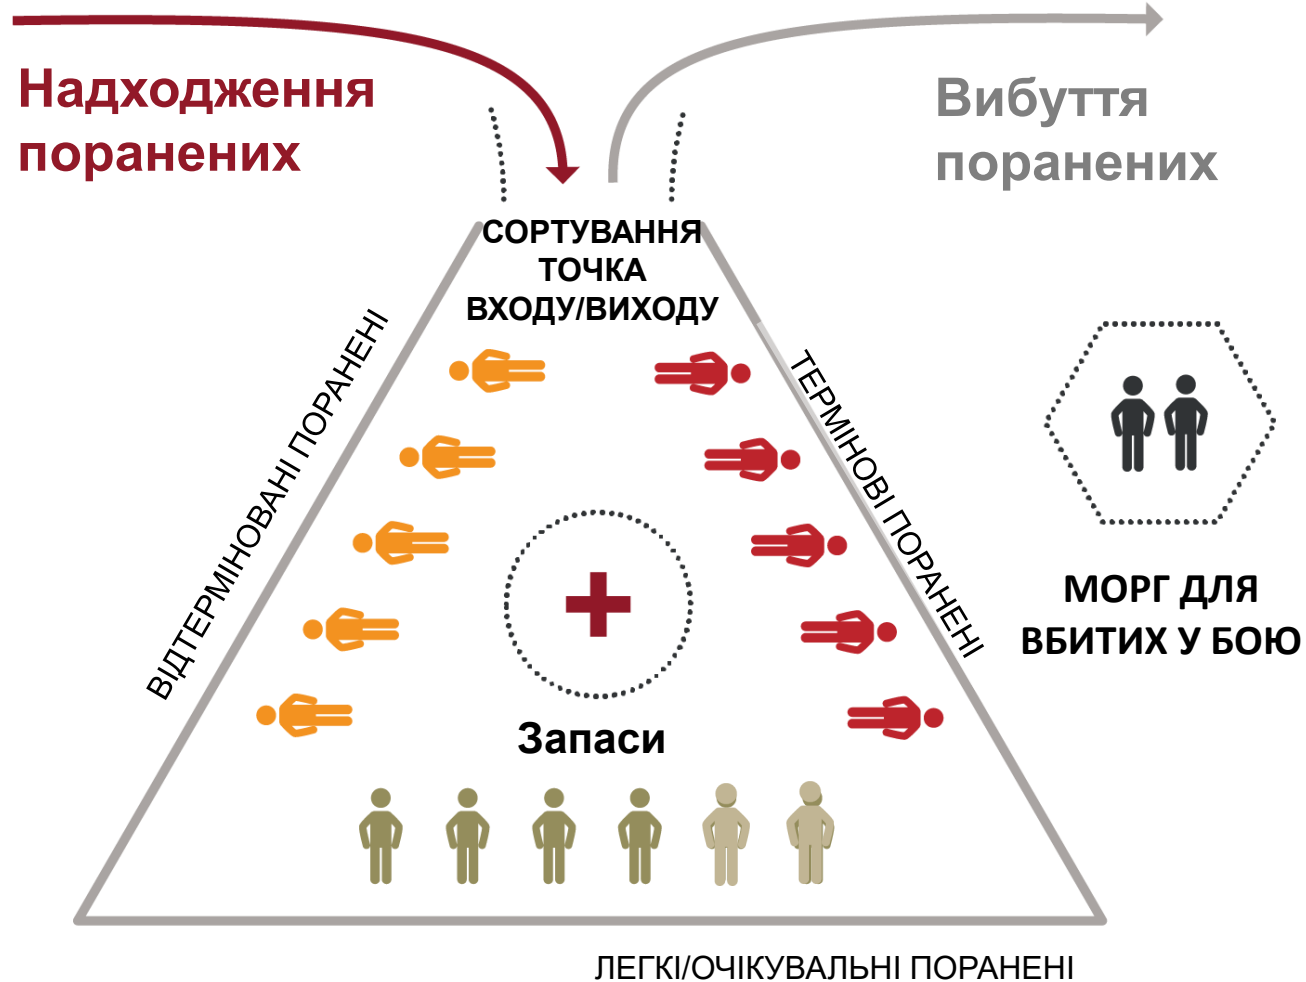 Надходження
поранених
Вибуття
поранених
СОРТУВАННЯ
ТОЧКА
ВХОДУ/ВИХОДУ
ВІДТЕРМІНОВАНІ ПОРАНЕНІ
ТЕРМІНОВІ ПОРАНЕНІ
МОРГ ДЛЯ
ВБИТИХ У БОЮ
Запаси
ЛЕГКІ/ОЧІКУВАЛЬНІ ПОРАНЕНІ